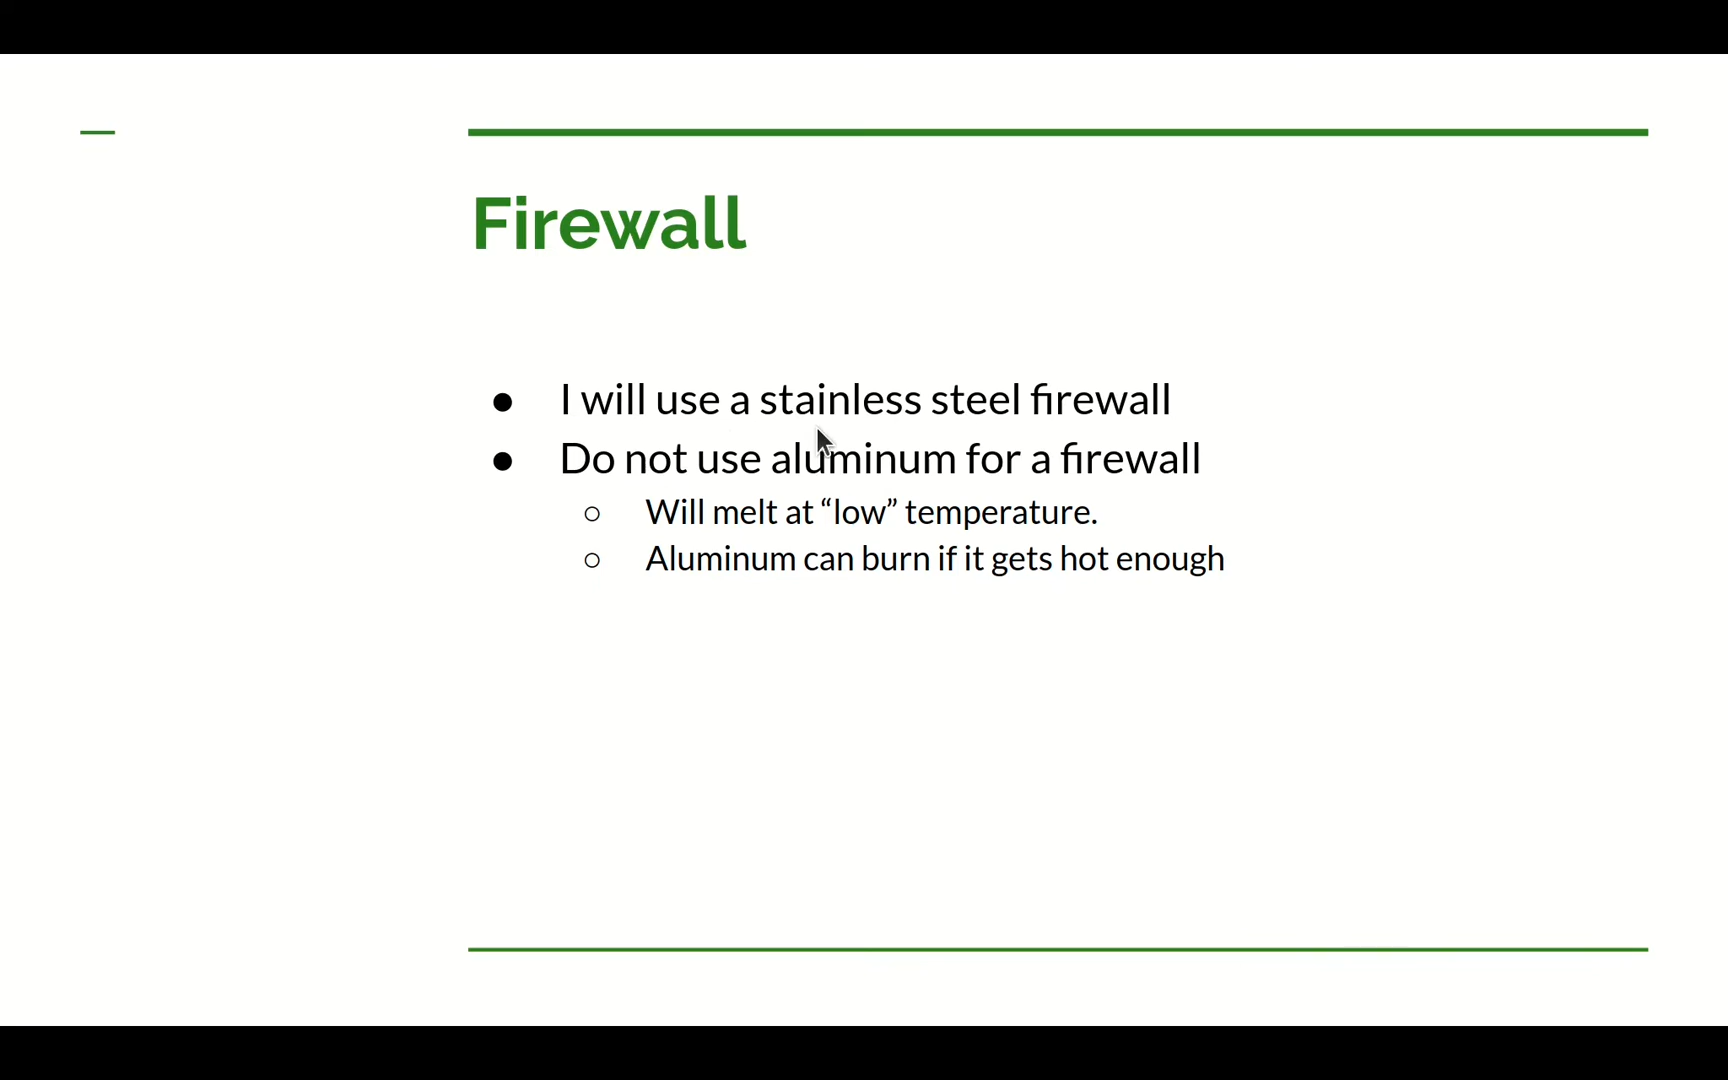 Firewall
● I will use a stainless steel firewall
● Do not use aluminum for a firewall
○ Will melt at “low” temperature.
○ Aluminum can burn if it gets hot enough